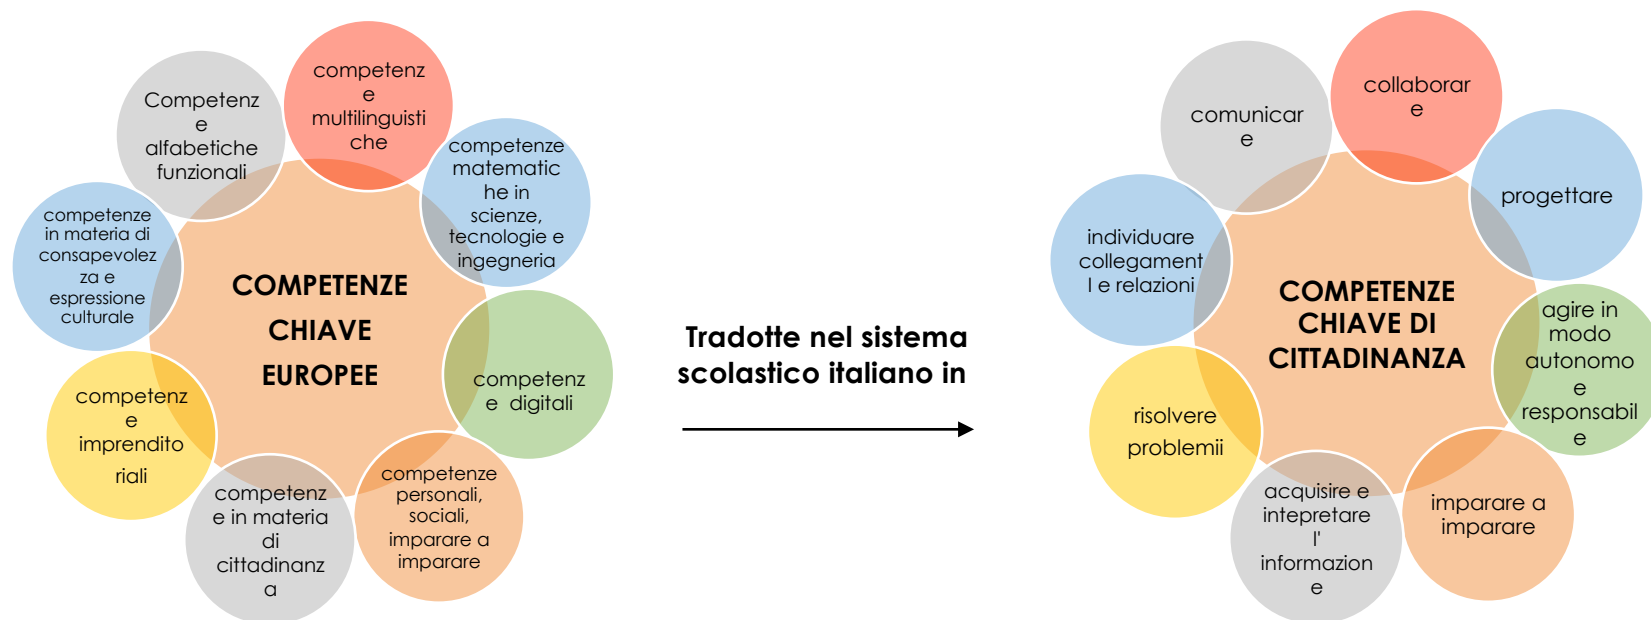 competenz
e
multilinguisti
che
Competenz
e
alfabetiche
funzionali
competenze
matematic
he in
scienze,
tecnologie e
ingegneria
competenze
in materia di
consapevolez
za e
espressione
culturale
COMPETENZE
CHIAVE
EUROPEE
competenz
e digitali
competenz
e
imprendito
riali
competenze
personali,
sociali,
imparare a
imparare
competenz
e in materia
di
cittadinanz
a
Tradotte nel sistema
scolastico italiano in
collaborar
e
comunicar
e
progettare
individuare
collegament
I e relazioni
COMPETENZE
CHIAVE DI
CITTADINANZA
agire in
modo
autonomo
e
responsabil
e
risolvere
problemii
imparare a
imparare
acquisire e
intepretare
l'
informazion
e